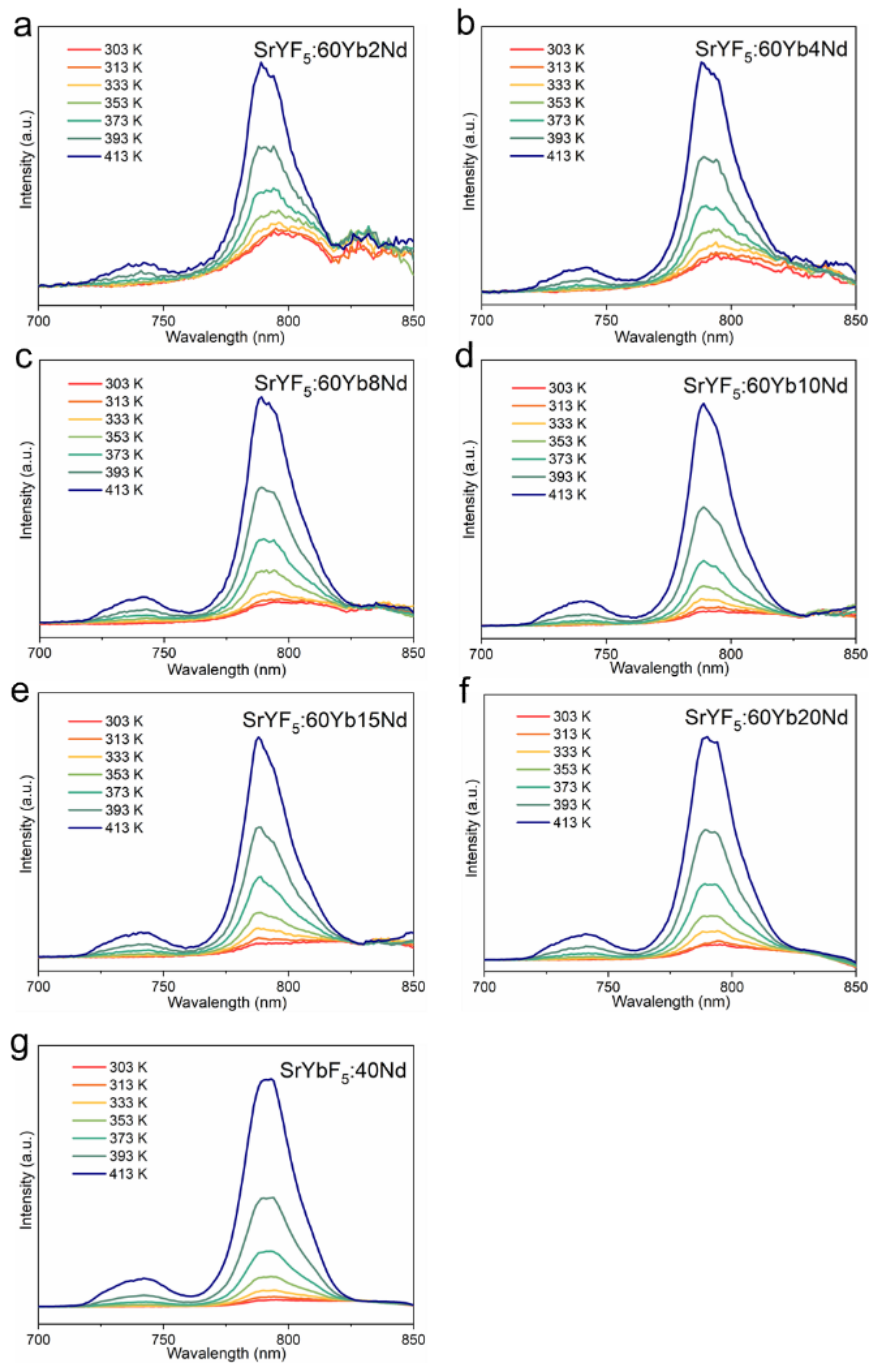 a
SrYF₅:60Yb2Nd
303 K
313 K
333 K
353 K
373 K
393 K
413 K
Intensity (a.u.)
700 750 800 850
Wavelength (nm)
b
SrYF₅:60Yb4Nd
303 K
313 K
333 K
353 K
373 K
393 K
413 K
Intensity (a.u.)
700 750 800 850
Wavelength (nm)
c
SrYF₅:60Yb8Nd
303 K
313 K
333 K
353 K
373 K
393 K
413 K
Intensity (a.u.)
700 750 800 850
Wavelength (nm)
d
SrYF₅:60Yb10Nd
303 K
313 K
333 K
353 K
373 K
393 K
413 K
Intensity (a.u.)
700 750 800 850
Wavelength (nm)
e
SrYF₅:60Yb15Nd
303 K
313 K
333 K
353 K
373 K
393 K
413 K
Intensity (a.u.)
700 750 800 850
Wavelength (nm)
f
SrYF₅:60Yb20Nd
303 K
313 K
333 K
353 K
373 K
393 K
413 K
Intensity (a.u.)
700 750 800 850
Wavelength (nm)
g
SrYbF₅:40Nd
303 K
313 K
333 K
353 K
373 K
393 K
413 K
Intensity (a.u.)
700 750 800 850
Wavelength (nm)